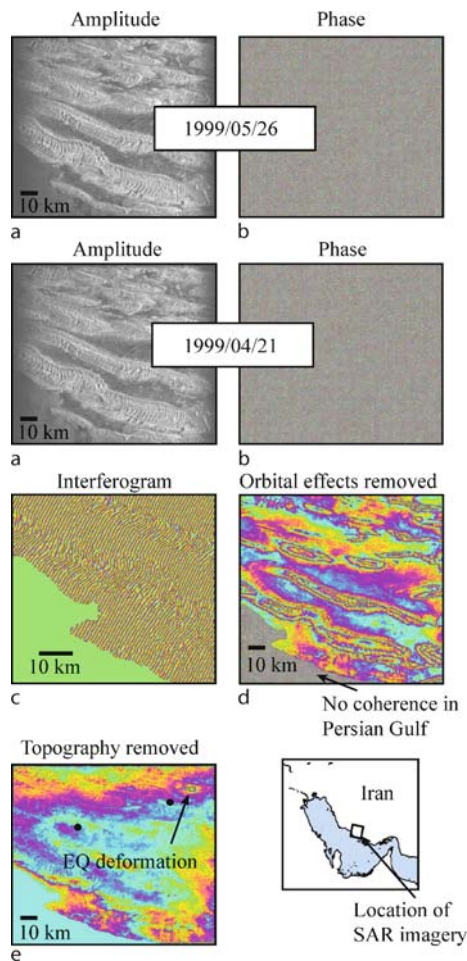 Amplitude
Phase
1999/05/26
10 km
a
b
Amplitude
Phase
1999/04/21
10 km
a
b
Interferogram
Orbital effects removed
10 km
10 km
c
d
No coherence in
Persian Gulf
Topography removed
EQ deformation
10 km
e
Iran
Location of
SAR imagery